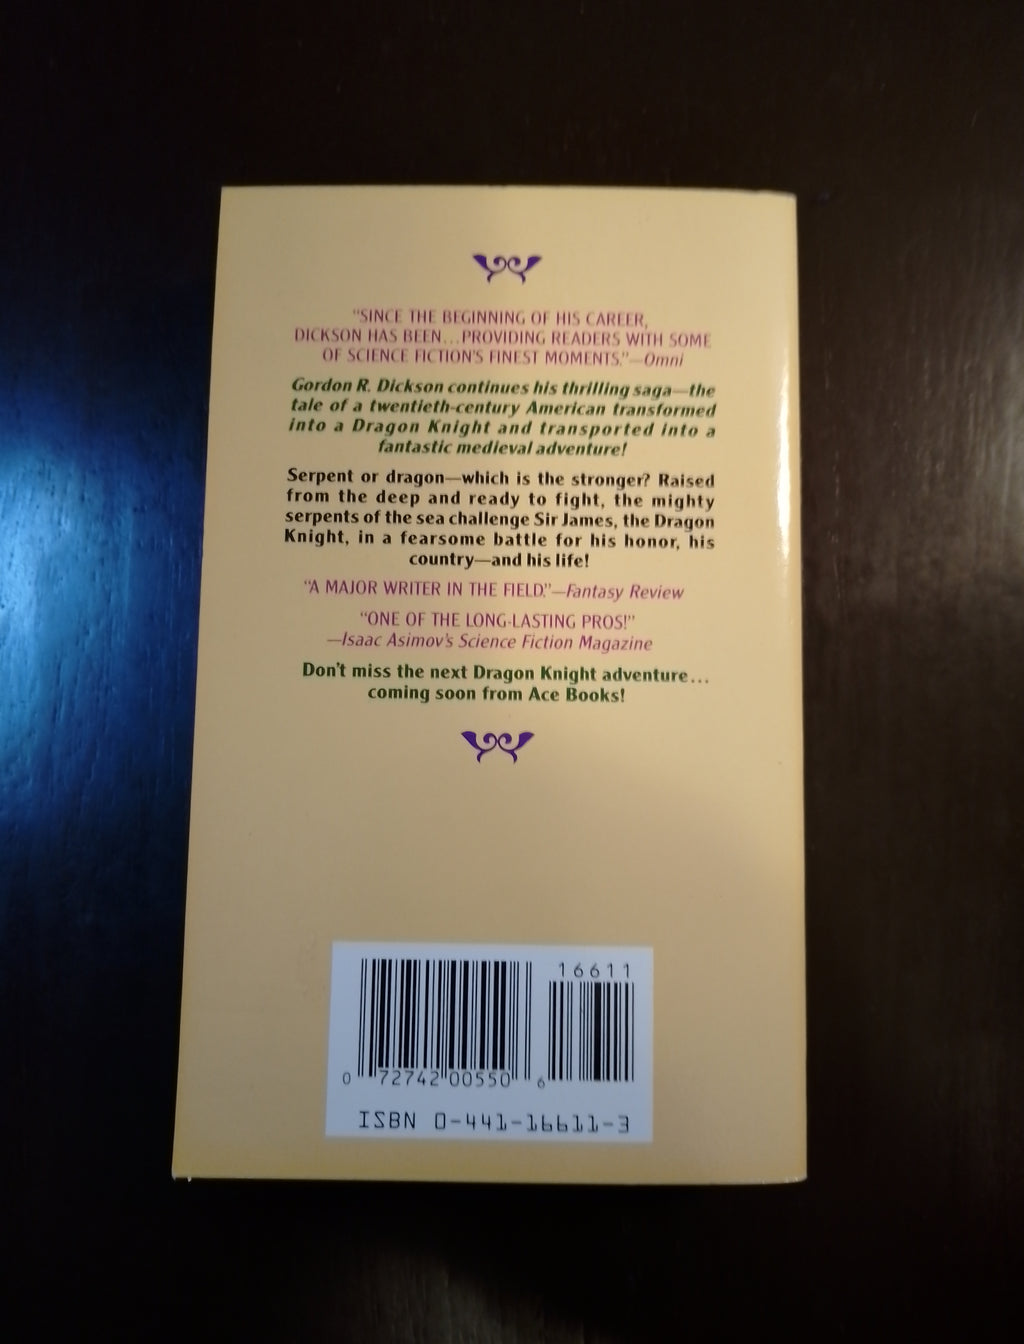 "SINCE THE BEGINNING OF HIS CAREER,
DICKSON HAS BEEN...PROVIDING READERS WITH SOME
OF SCIENCE FICTION'S FINEST MOMENTS."—Omni
Gordon R. Dickson continues his thrilling saga—the
tale of a twentieth-century American transformed
into a Dragon Knight and transported into a
fantastic medieval adventure!
Serpent or dragon—which is the stronger? Raised
from the deep and ready to fight, the mighty
serpents of the sea challenge Sir James, the Dragon
Knight, in a fearsome battle for his honor, his
country—and his life!
"A MAJOR WRITER IN THE FIELD."—Fantasy Review
"ONE OF THE LONG-LASTING PROS!"
—Isaac Asimov's Science Fiction Magazine
Don't miss the next Dragon Knight adventure...
coming soon from Ace Books!
16611
0 72742 00550 6
ISBN 0-441-16611-3